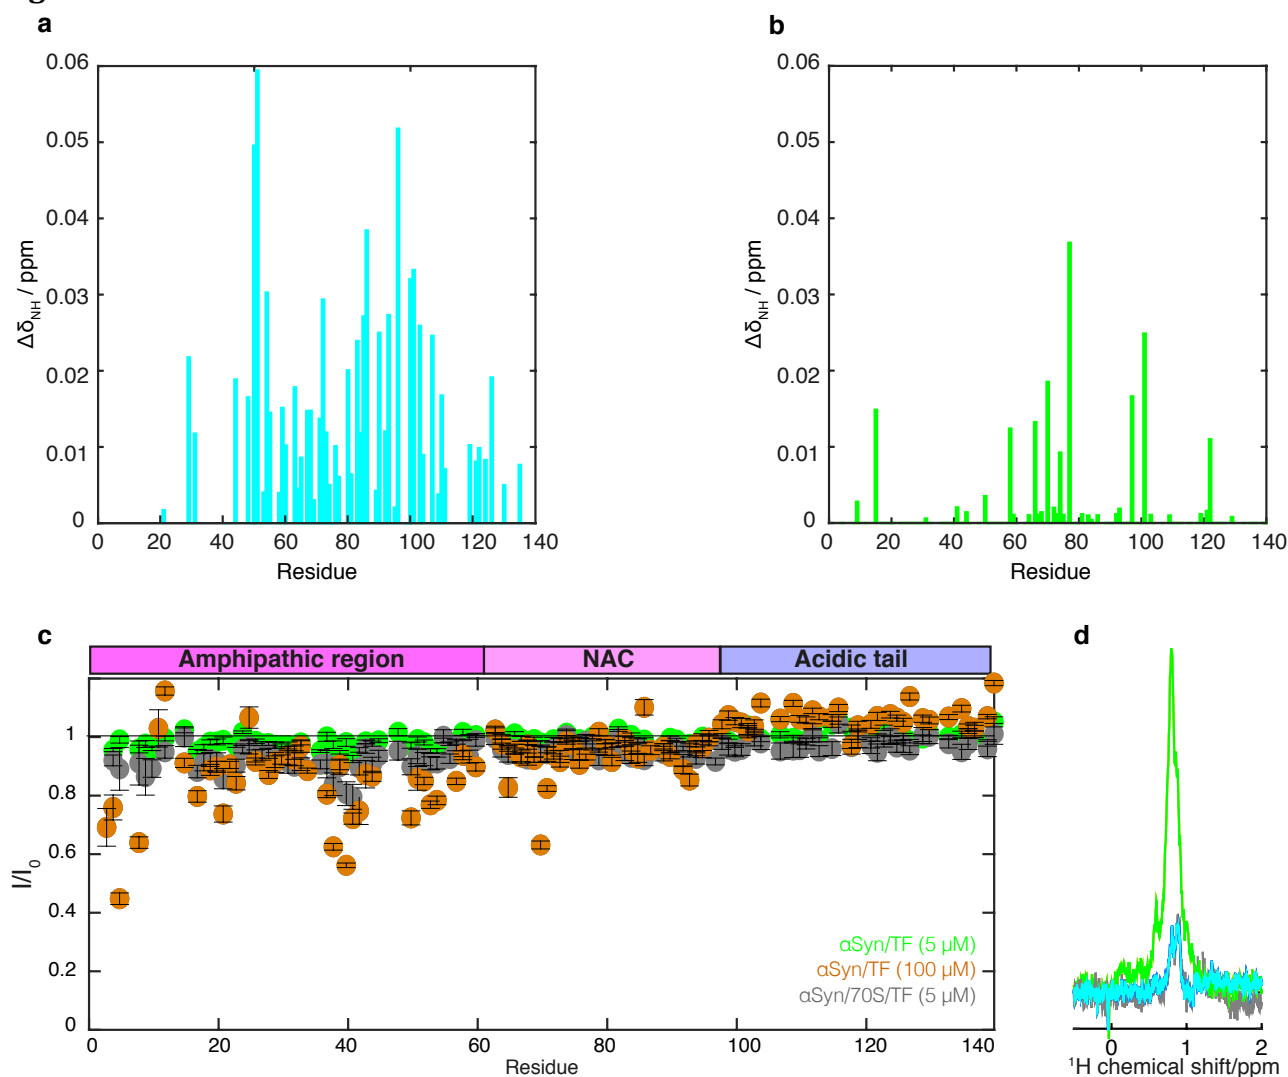 a
b
0.06
0.05
0.04
0.03
0.02
0.01
0
ΔδNH / ppm
0 20 40 60 80 100 120 140
Residue
0.06
0.05
0.04
0.03
0.02
0.01
0
ΔδNH / ppm
0 20 40 60 80 100 120 140
Residue
c
d
Amphipathic region NAC Acidic tail
1
0.8
0.6
0.4
0.2
0
I/I0
αSyn/TF (5 μM)
αSyn/TF (100 μM)
αSyn/70S/TF (5 μM)
0 20 40 60 80 100 120 140
Residue
0 1 2
1H chemical shift/ppm